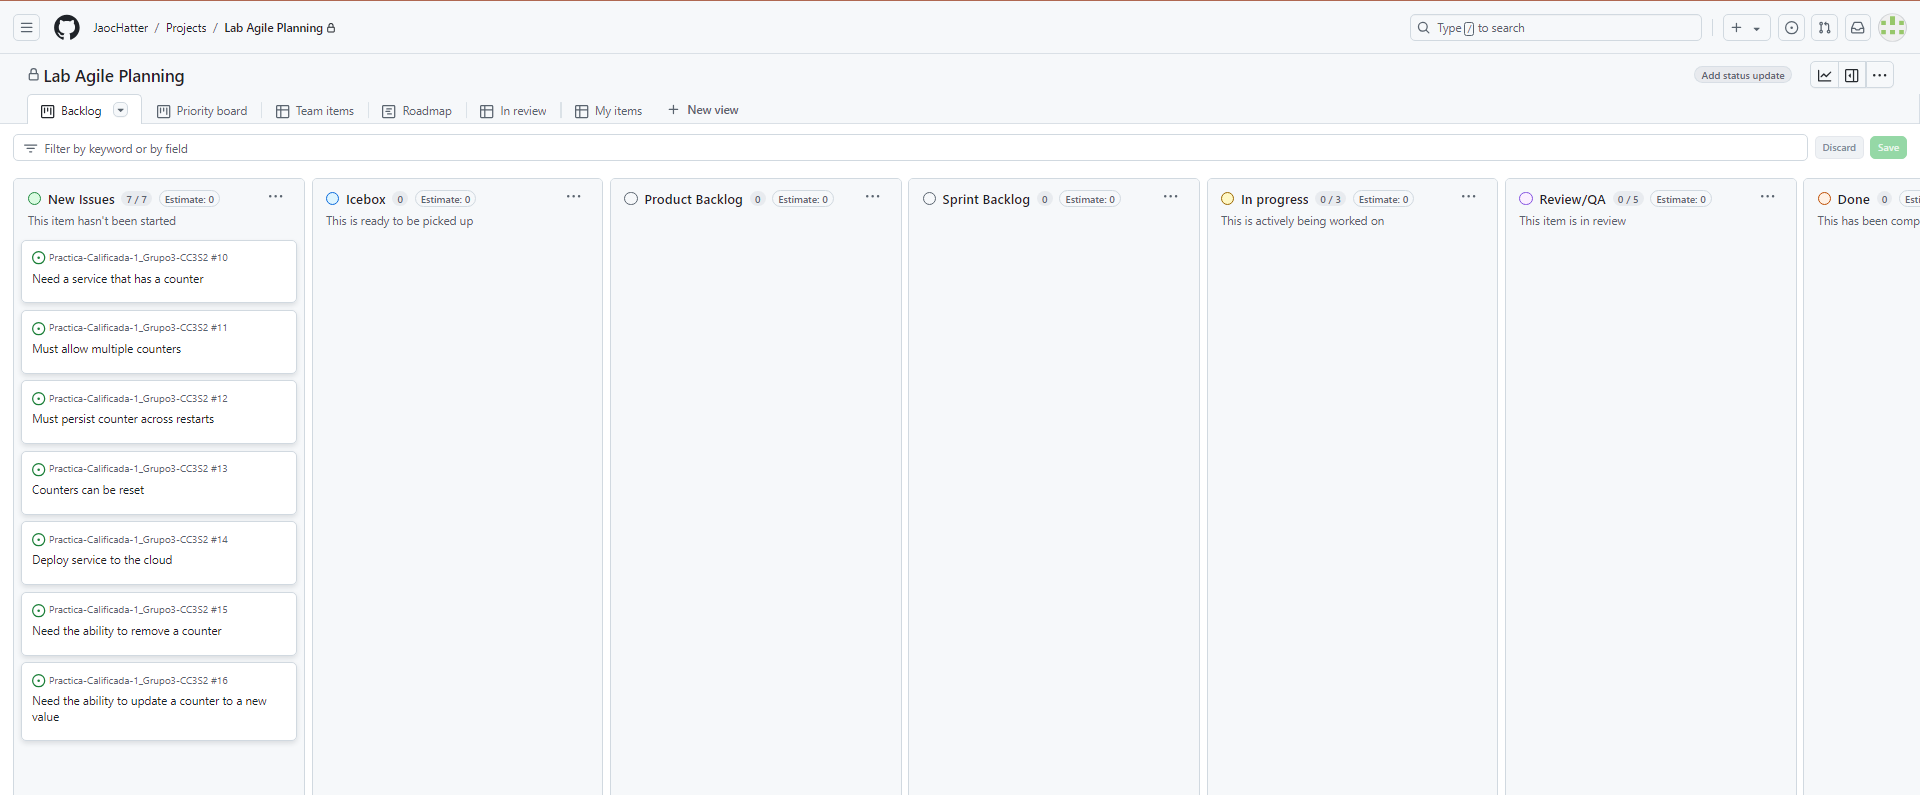 JaocHatter / Projects / Lab Agile Planning
Type / to search
Lab Agile Planning
Add status update
Backlog
Priority board
Team items
Roadmap
In review
My items
New view
Filter by keyword or by field
Discard
Save
New Issues 7 / 7 Estimate: 0
This item hasn't been started
Practica-Calificada-1_Grupo3-CC3S2 #10
Need a service that has a counter
Practica-Calificada-1_Grupo3-CC3S2 #11
Must allow multiple counters
Practica-Calificada-1_Grupo3-CC3S2 #12
Must persist counter across restarts
Practica-Calificada-1_Grupo3-CC3S2 #13
Counters can be reset
Practica-Calificada-1_Grupo3-CC3S2 #14
Deploy service to the cloud
Practica-Calificada-1_Grupo3-CC3S2 #15
Need the ability to remove a counter
Practica-Calificada-1_Grupo3-CC3S2 #16
Need the ability to update a counter to a new
value
Icebox 0 Estimate: 0
This is ready to be picked up
Product Backlog 0 Estimate: 0
Sprint Backlog 0 Estimate: 0
In progress 0 / 3 Estimate: 0
This is actively being worked on
Review/QA 0 / 5 Estimate: 0
This item is in review
Done 0 Esti
This has been comp